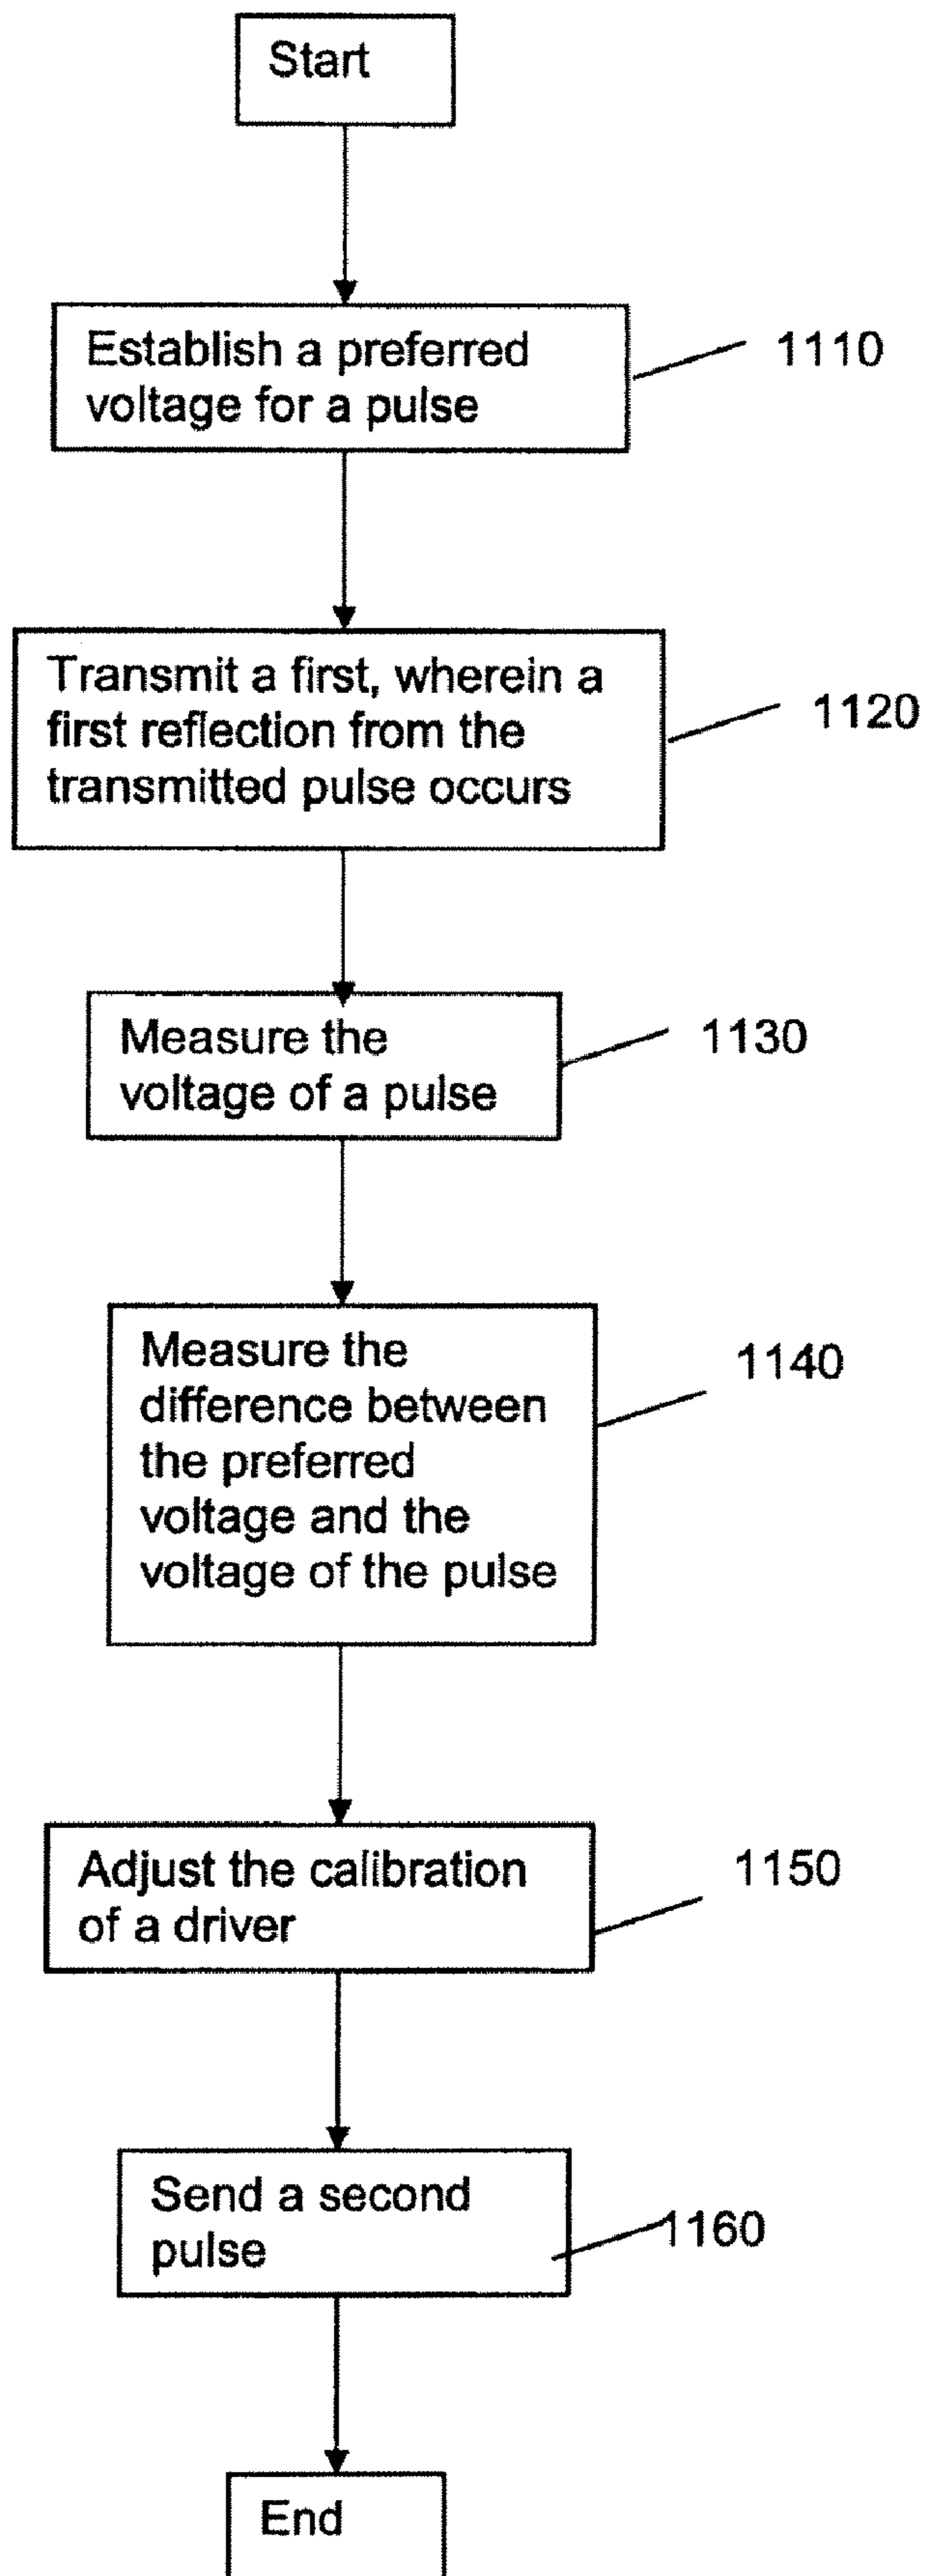 Start
Establish a preferred
voltage for a pulse
1110
Transmit a first, wherein a
first reflection from the
transmitted pulse occurs
1120
Measure the
voltage of a pulse
1130
Measure the
difference between
the preferred
voltage and the
voltage of the pulse
1140
Adjust the calibration
of a driver
1150
Send a second
pulse
1160
End